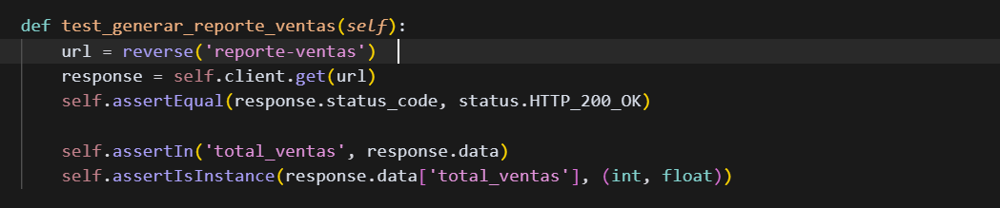 def test_generar_reporte_ventas(self):
    url = reverse('reporte-ventas')
    response = self.client.get(url)
    self.assertEqual(response.status_code, status.HTTP_200_OK)

    self.assertIn('total_ventas', response.data)
    self.assertIsInstance(response.data['total_ventas'], (int, float))